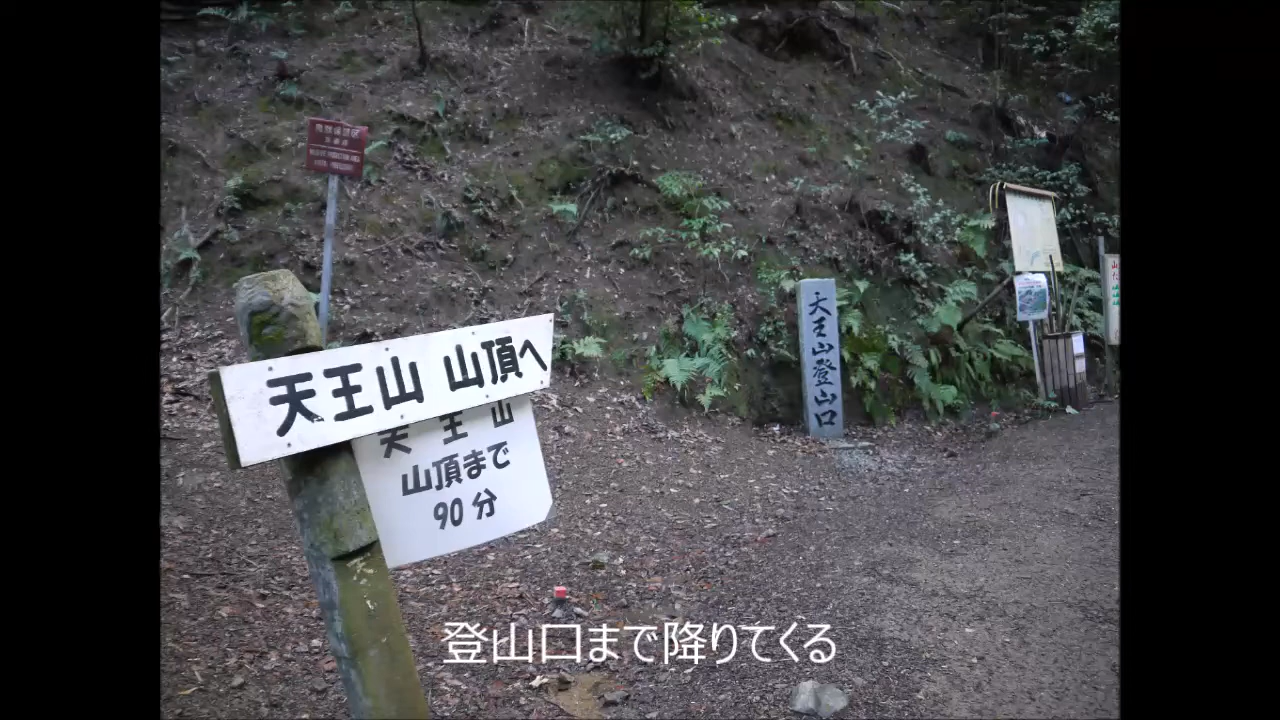 天王山 山頂へ
天王山
山頂まで
90分
天王山登山口
登山口まで降りてくる